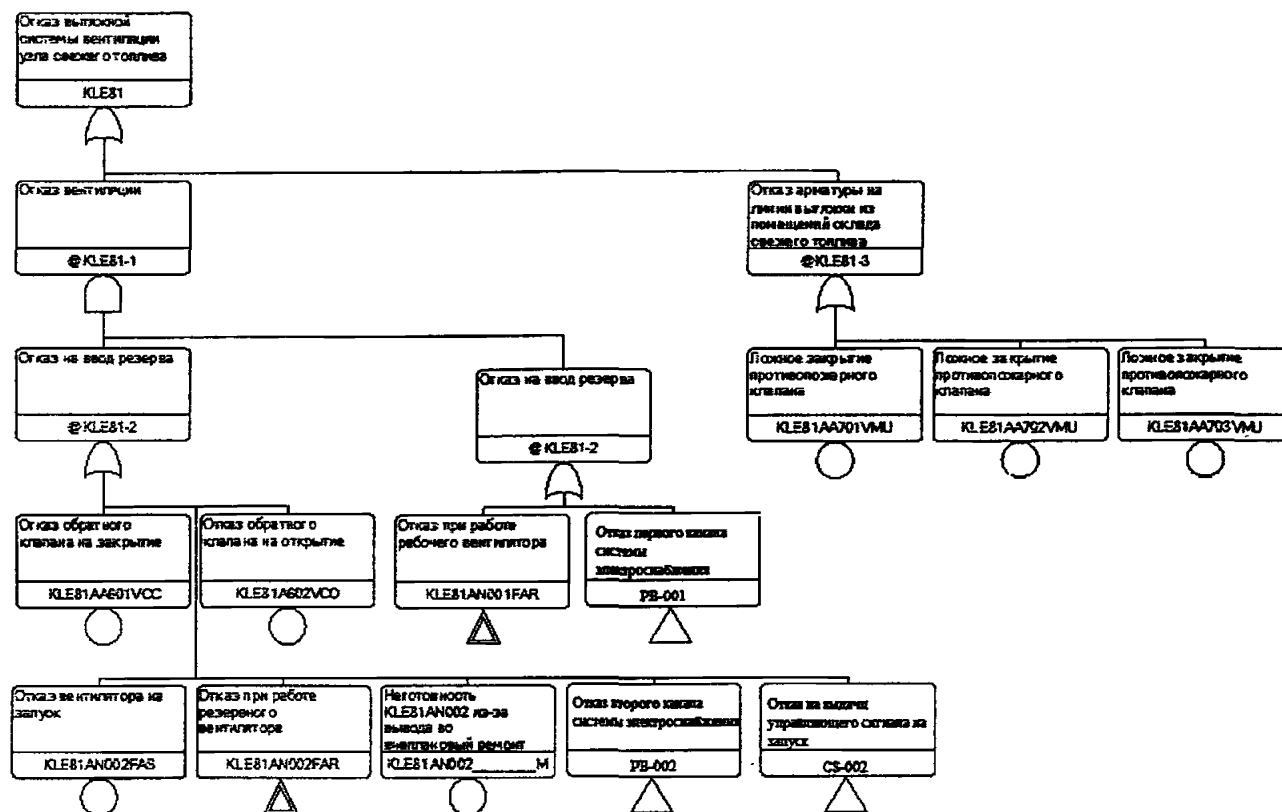 Отказ вытяжной
системы вентиляции
узла свежего топлива
KLE81
Отказ вентиляции
@KLE81-1
Отказ арматуры на
линии вытяжки из
помещений склада
свежего топлива
@KLE81-3
Отказ на ввод резерва
@KLE81-2
Отказ на ввод резерва
@KLE81-2
Ложное закрытие
противопожарного
клапана
KLE81AA701VMU
Ложное закрытие
противопожарного
клапана
KLE81AA702VMU
Ложное закрытие
противопожарного
клапана
KLE81AA703VMU
Отказ обратного
клапана на закрытие
KLE81AA601VCC
Отказ обратного
клапана на открытие
KLE81A602VCO
Отказ при работе
рабочего вентилятора
KLE81AN001FAR
Отказ первого канала
системы
электроснабжения
PB-001
Отказ вентилятора на
запуск
KLE81AN002FAS
Отказ при работе
резервного
вентилятора
KLE81AN002FAR
Неготовность
KLE81AN002 из-за
вывода во
внеплановый ремонт
KLE81AN002_______M
Отказ второго канала
системы электроснабжения
PB-002
Отказ на выдачу
управляющего сигнала на
запуск
CS-002